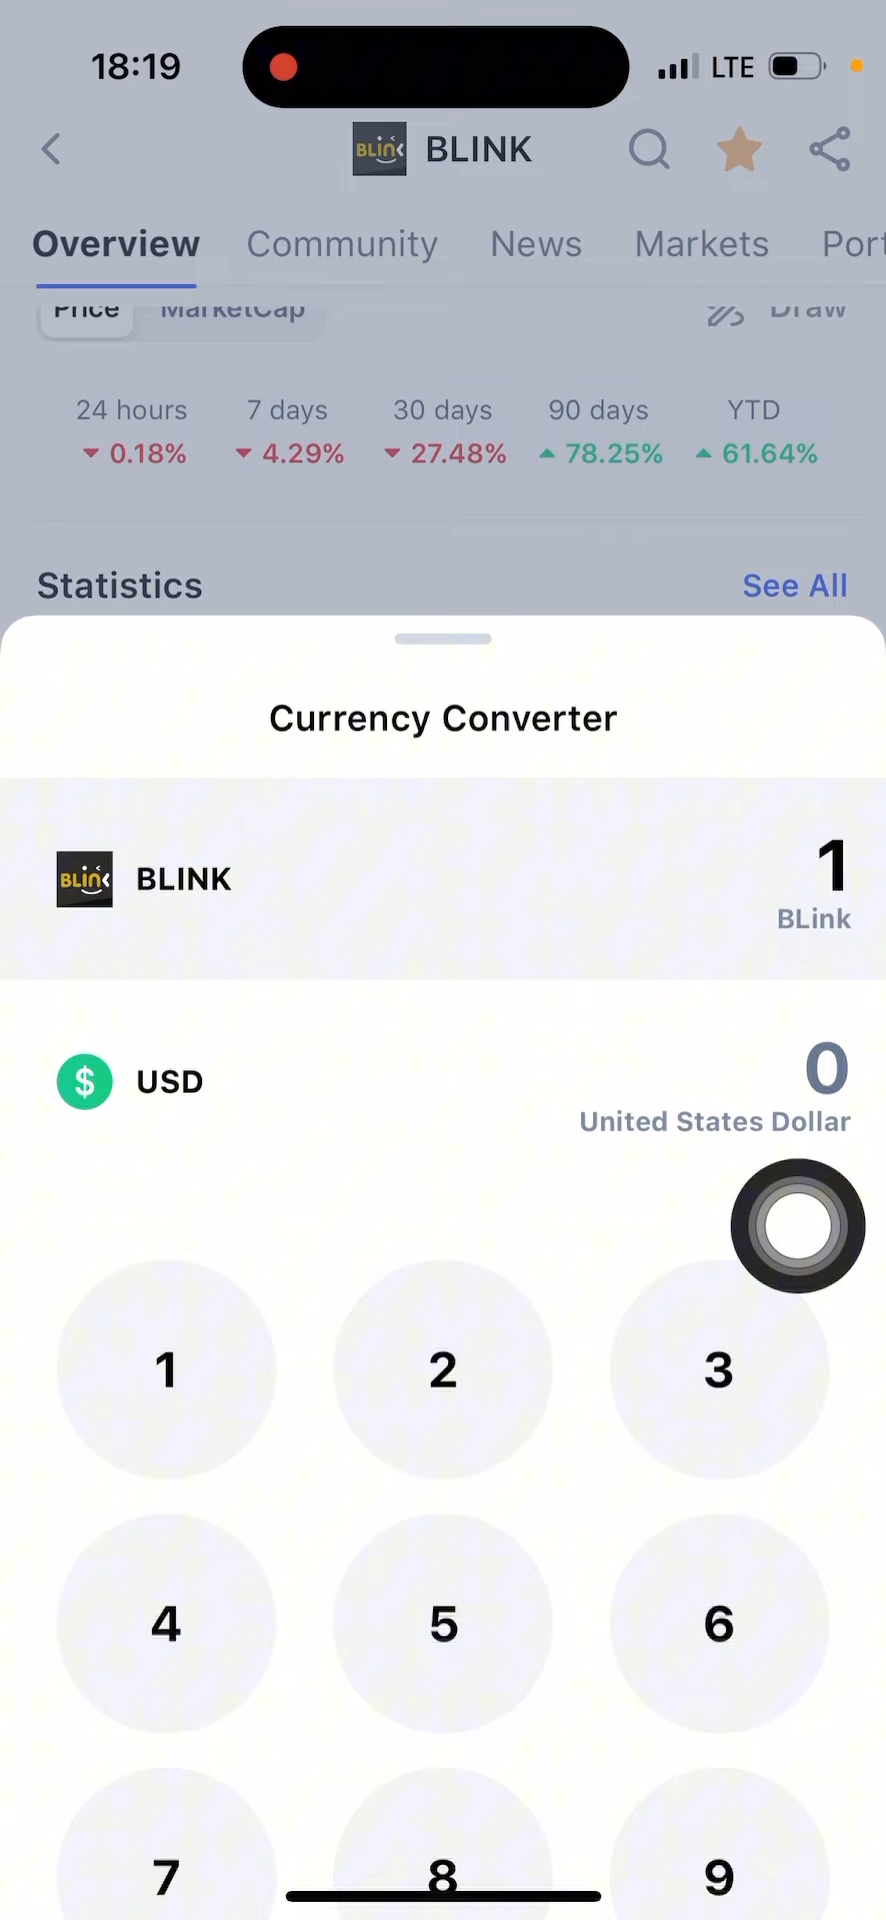 18:19
LTE
BLINK BLINK
Overview Community News Markets Port
Price MarketCap Draw
24 hours 7 days 30 days 90 days YTD
0.18% 4.29% 27.48% 78.25% 61.64%
Statistics See All
Currency Converter
BLINK BLINK 1
BLink
$ USD 0
United States Dollar
1 2 3
4 5 6
7 8 9